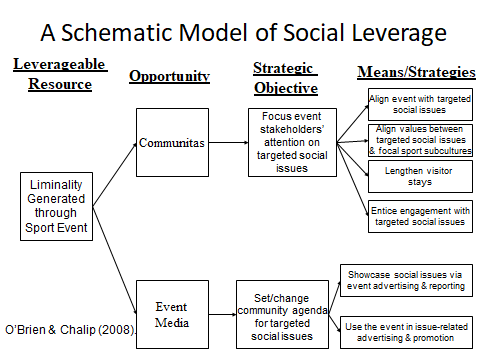 A Schematic Model of Social Leverage
Leverageable
Resource
Opportunity
Strategic
Objective
Means/Strategies
Liminality
Generated
through
Sport Event
Communitas
Focus event
stakeholders'
attention on
targeted social
issues
Align event with targeted
social issues
Align values between
targeted social issues
& focal sport subcultures
Lengthen visitor
stays
Entice engagement with
targeted social issues
Event
Media
Set/change
community agenda
for targeted
social issues
Showcase social issues via
event advertising & reporting
Use the event in issue-related
advertising & promotion
O'Brien & Chalip (2008).